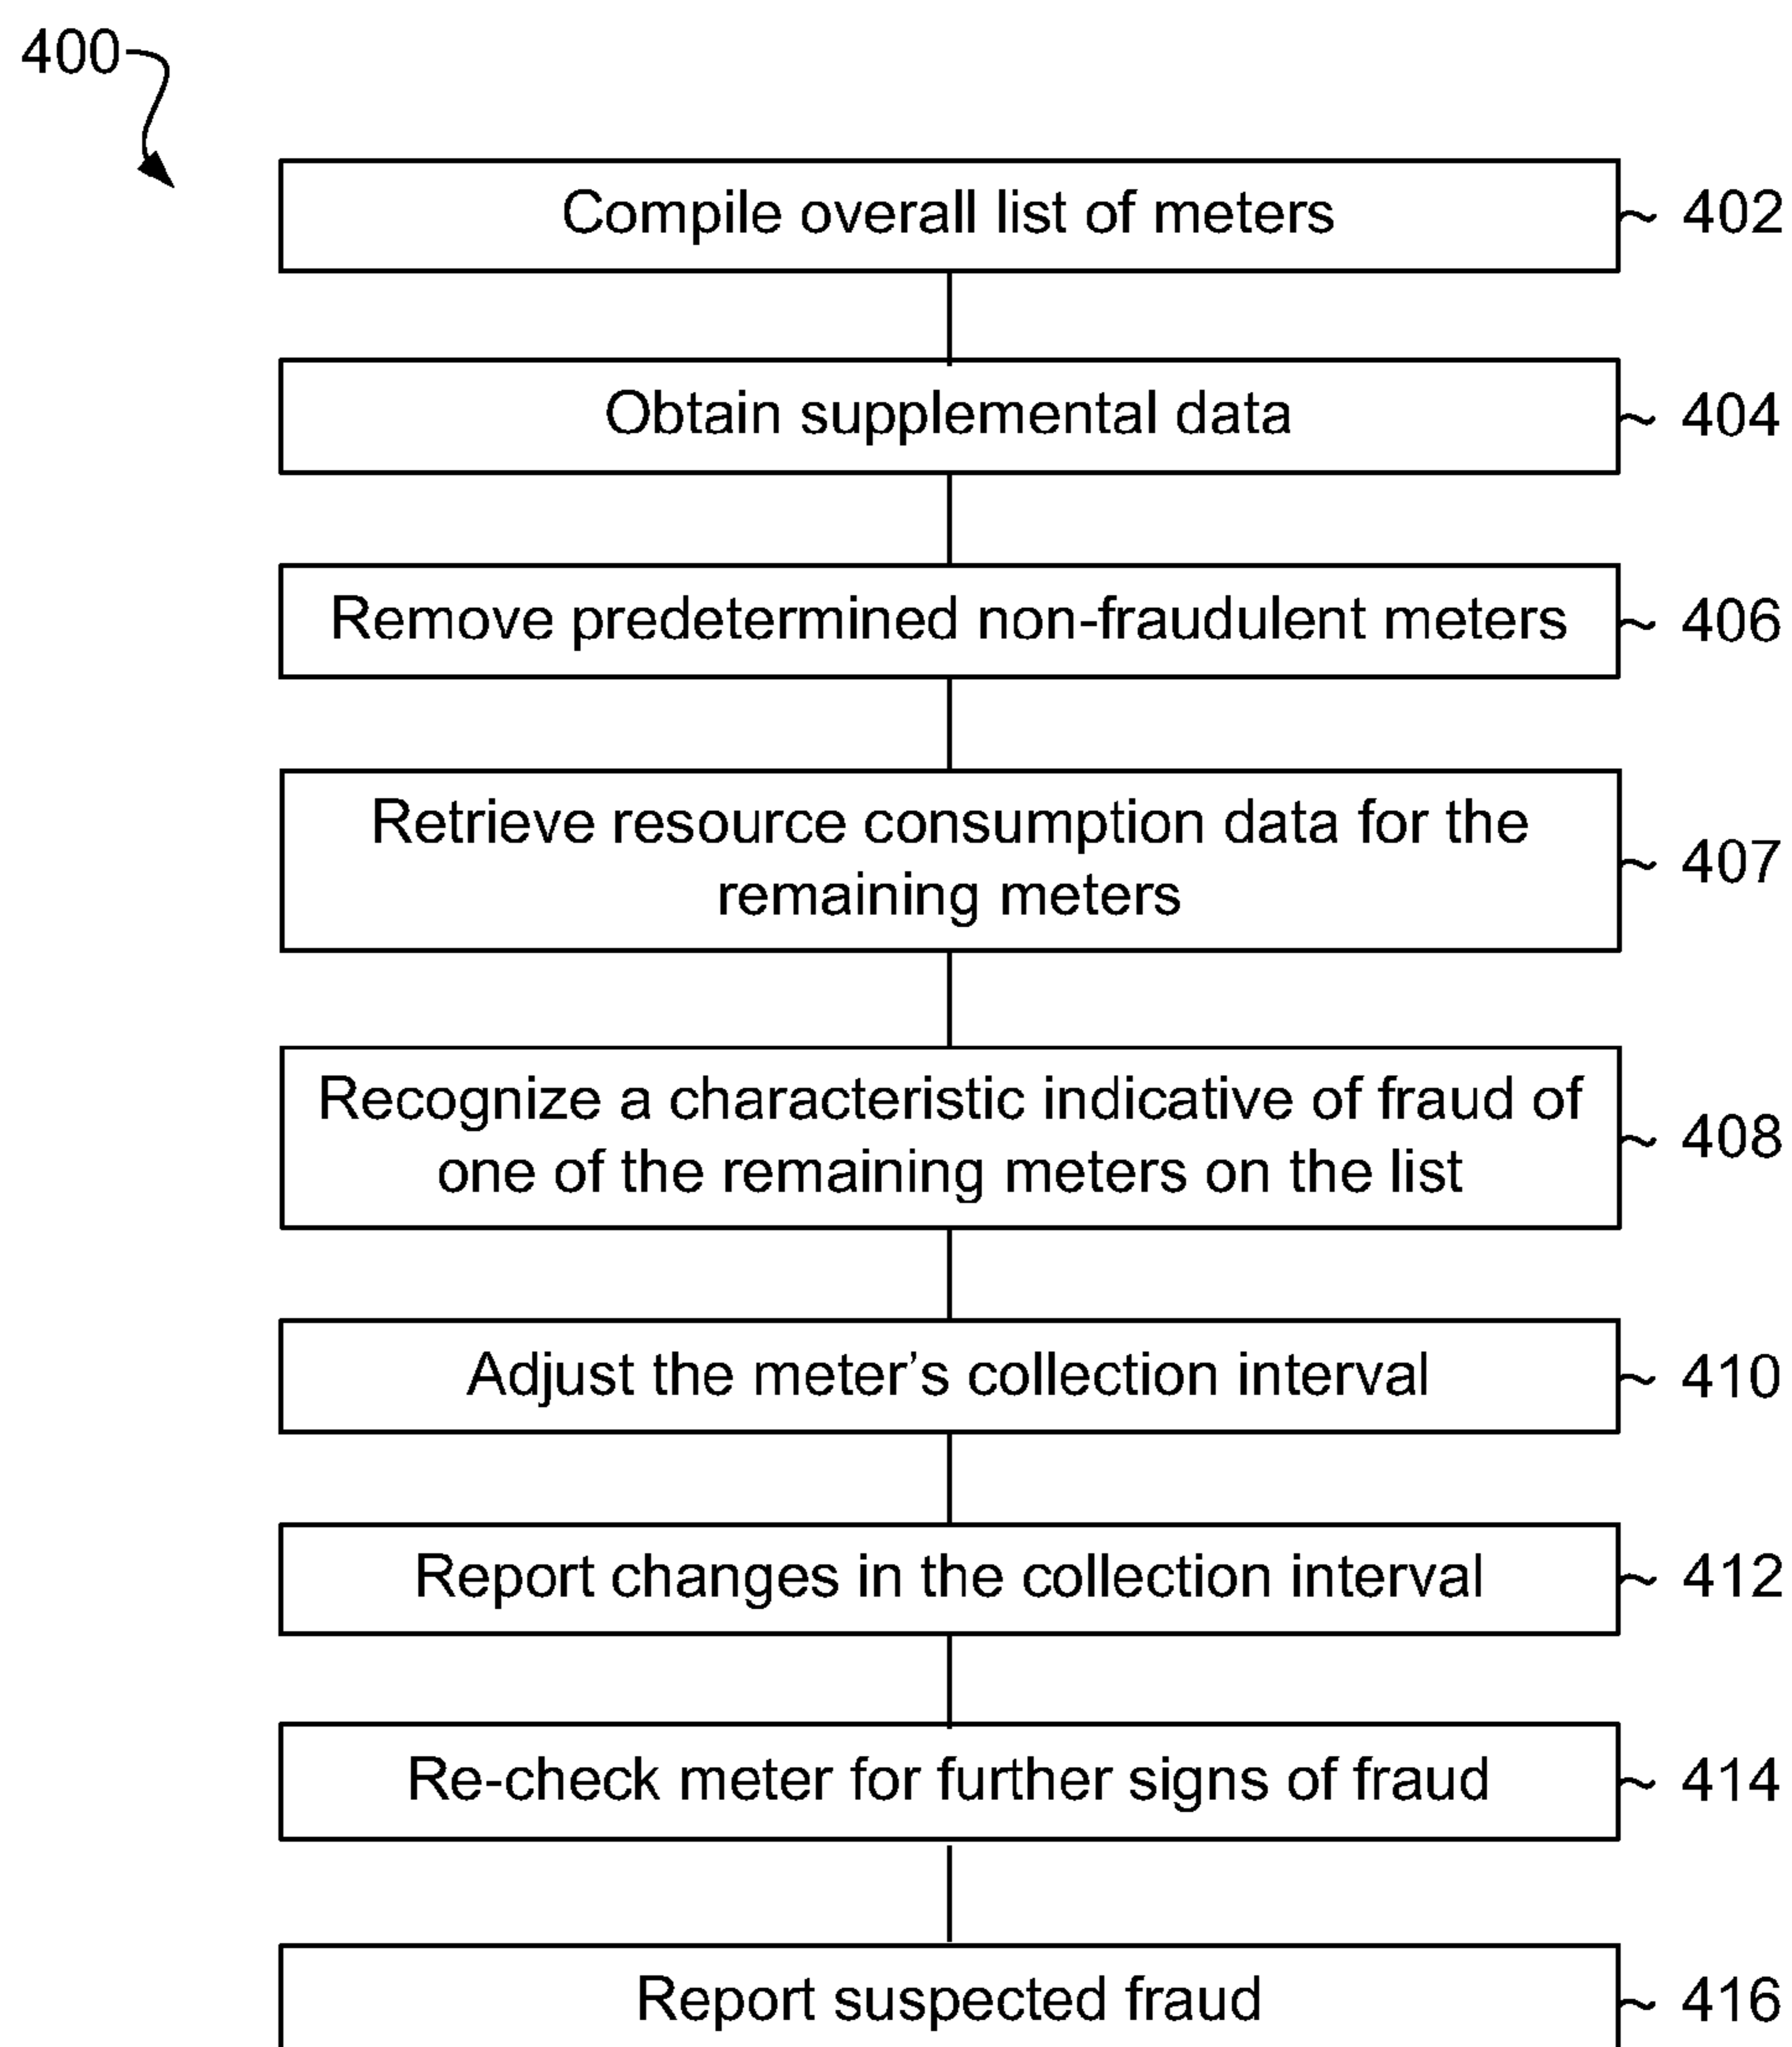 400
Compile overall list of meters
402
Obtain supplemental data
404
Remove predetermined non-fraudulent meters
406
Retrieve resource consumption data for the
remaining meters
407
Recognize a characteristic indicative of fraud of
one of the remaining meters on the list
408
Adjust the meter’s collection interval
410
Report changes in the collection interval
412
Re-check meter for further signs of fraud
414
Report suspected fraud
416